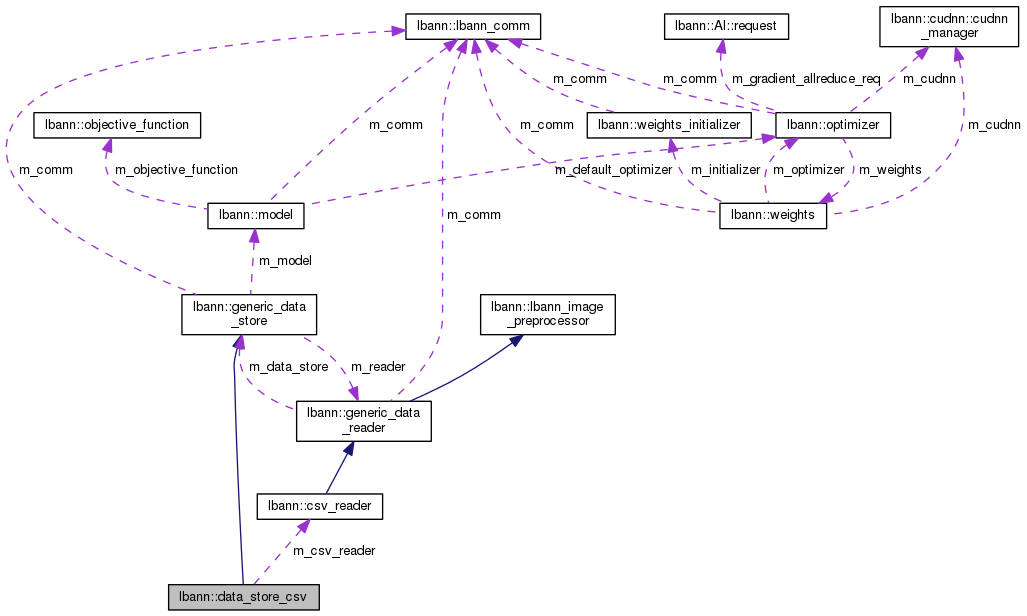 lbann::lbann_comm
lbann::Al::request
lbann::cudnn::cudnn
_manager
m_comm
m_comm
m_gradient_allreduce_req
m_cudnn
lbann::objective_function
m_comm
m_comm
lbann::weights_initializer
lbann::optimizer
m_cudnn
m_comm
m_objective_function
m_default_optimizer
m_initializer
m_optimizer
m_weights
lbann::model
m_comm
lbann::weights
m_model
lbann::generic_data
_store
lbann::lbann_image
_preprocessor
m_data_store
m_reader
lbann::generic_data
_reader
lbann::csv_reader
m_csv_reader
lbann::data_store_csv